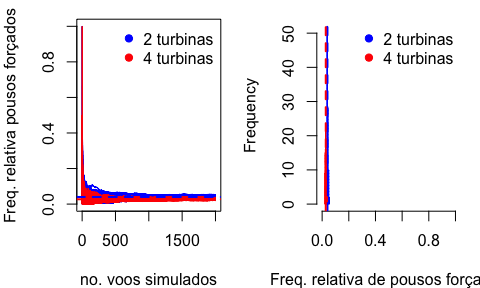 Freq. relativa pousos forçados
0.0 0.4 0.8
2 turbinas
4 turbinas
0 500 1500
no. voos simulados
Frequency
0 10 20 30 40 50
2 turbinas
4 turbinas
0.0 0.4 0.8
Freq. relativa de pousos força